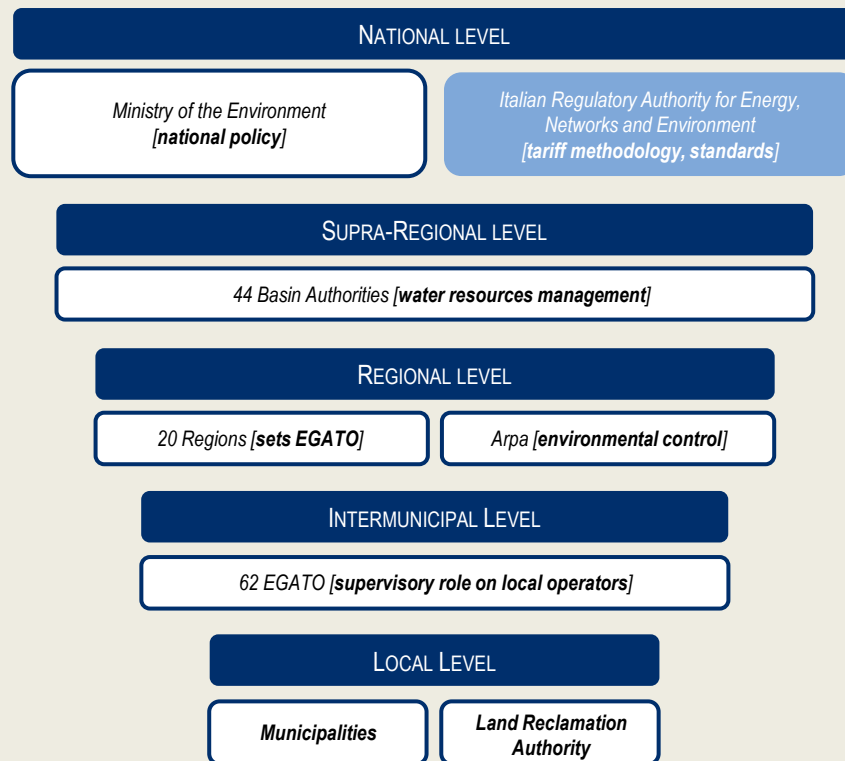 NATIONAL LEVEL
Ministry of the Environment
[national policy]
Italian Regulatory Authority for Energy,
Networks and Environment
[tariff methodology, standards]
SUPRA-REGIONAL LEVEL
44 Basin Authorities [water resources management]
REGIONAL LEVEL
20 Regions [sets EGATO]
Arpa [environmental control]
INTERMUNICIPAL LEVEL
62 EGATO [supervisory role on local operators]
LOCAL LEVEL
Municipalities
Land Reclamation
Authority